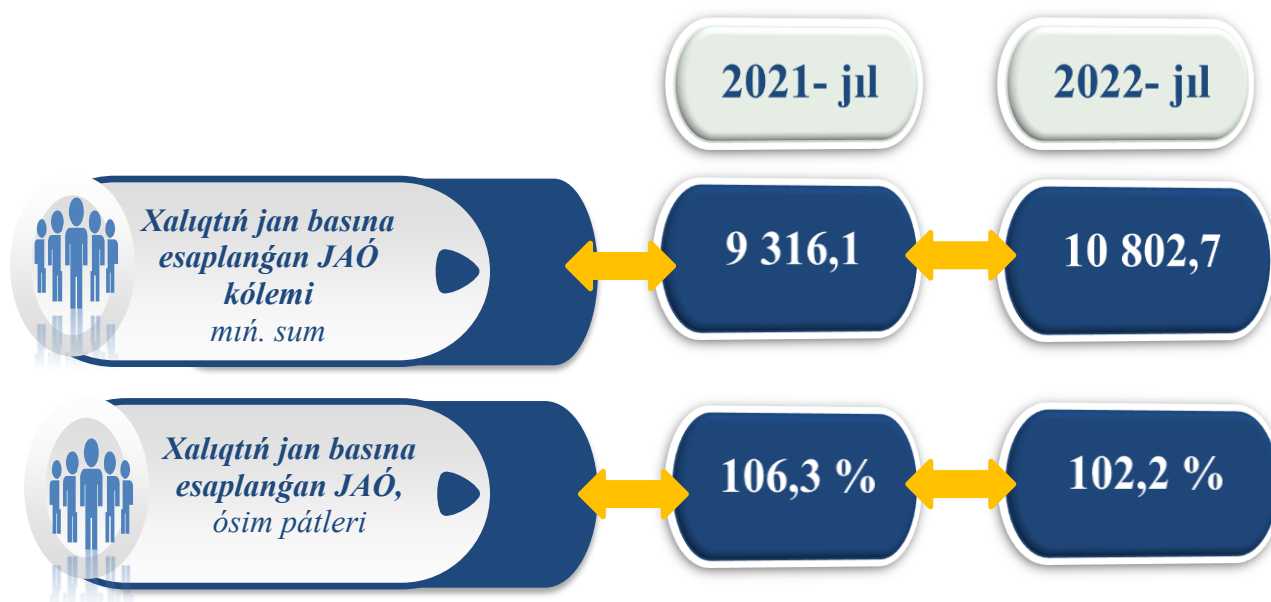 2021- jıl
2022- jıl
Xalıqtıń jan basına
esaplanǵan JAÓ
kólemi
mıń. sum
9 316,1
10 802,7
Xalıqtıń jan basına
esaplanǵan JAÓ,
ósim pátleri
106,3 %
102,2 %